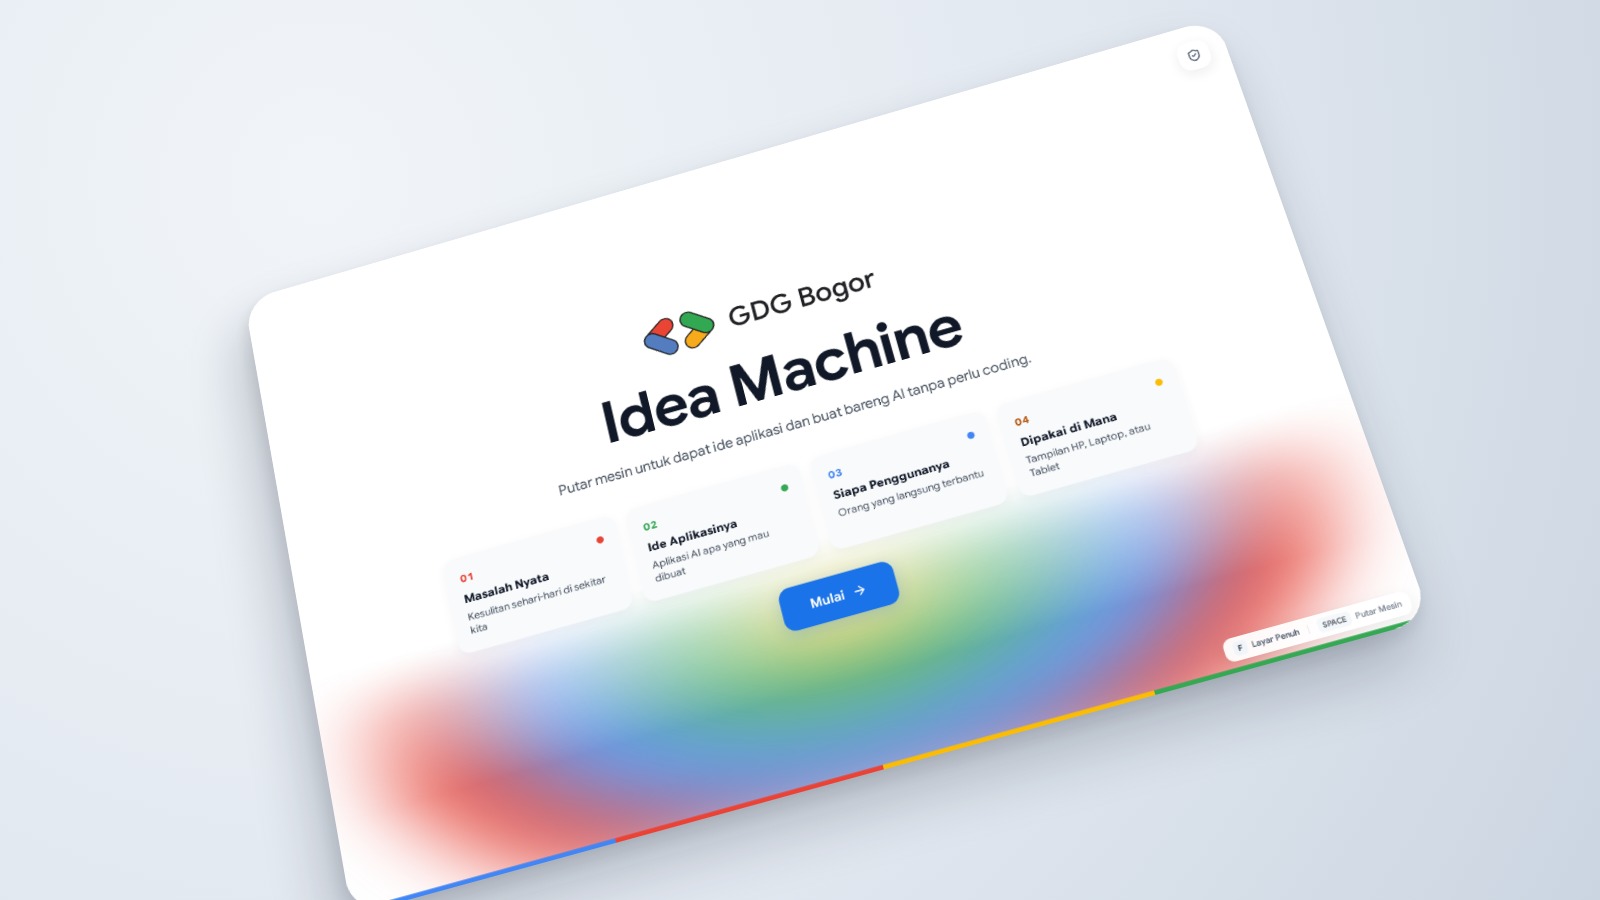 GDG Bogor
Idea Machine
Putar mesin untuk dapat ide aplikasi dan buat bareng AI tanpa perlu coding.
01
Masalah Nyata
Kesulitan sehari-hari di sekitar
kita
02
Ide Aplikasinya
Aplikasi AI apa yang mau
dibuat
03
Siapa Penggunanya
Orang yang langsung terbantu
04
Dipakai di Mana
Tampilan HP, Laptop, atau
Tablet
Mulai →
F Layar Penuh
SPACE Putar Mesin